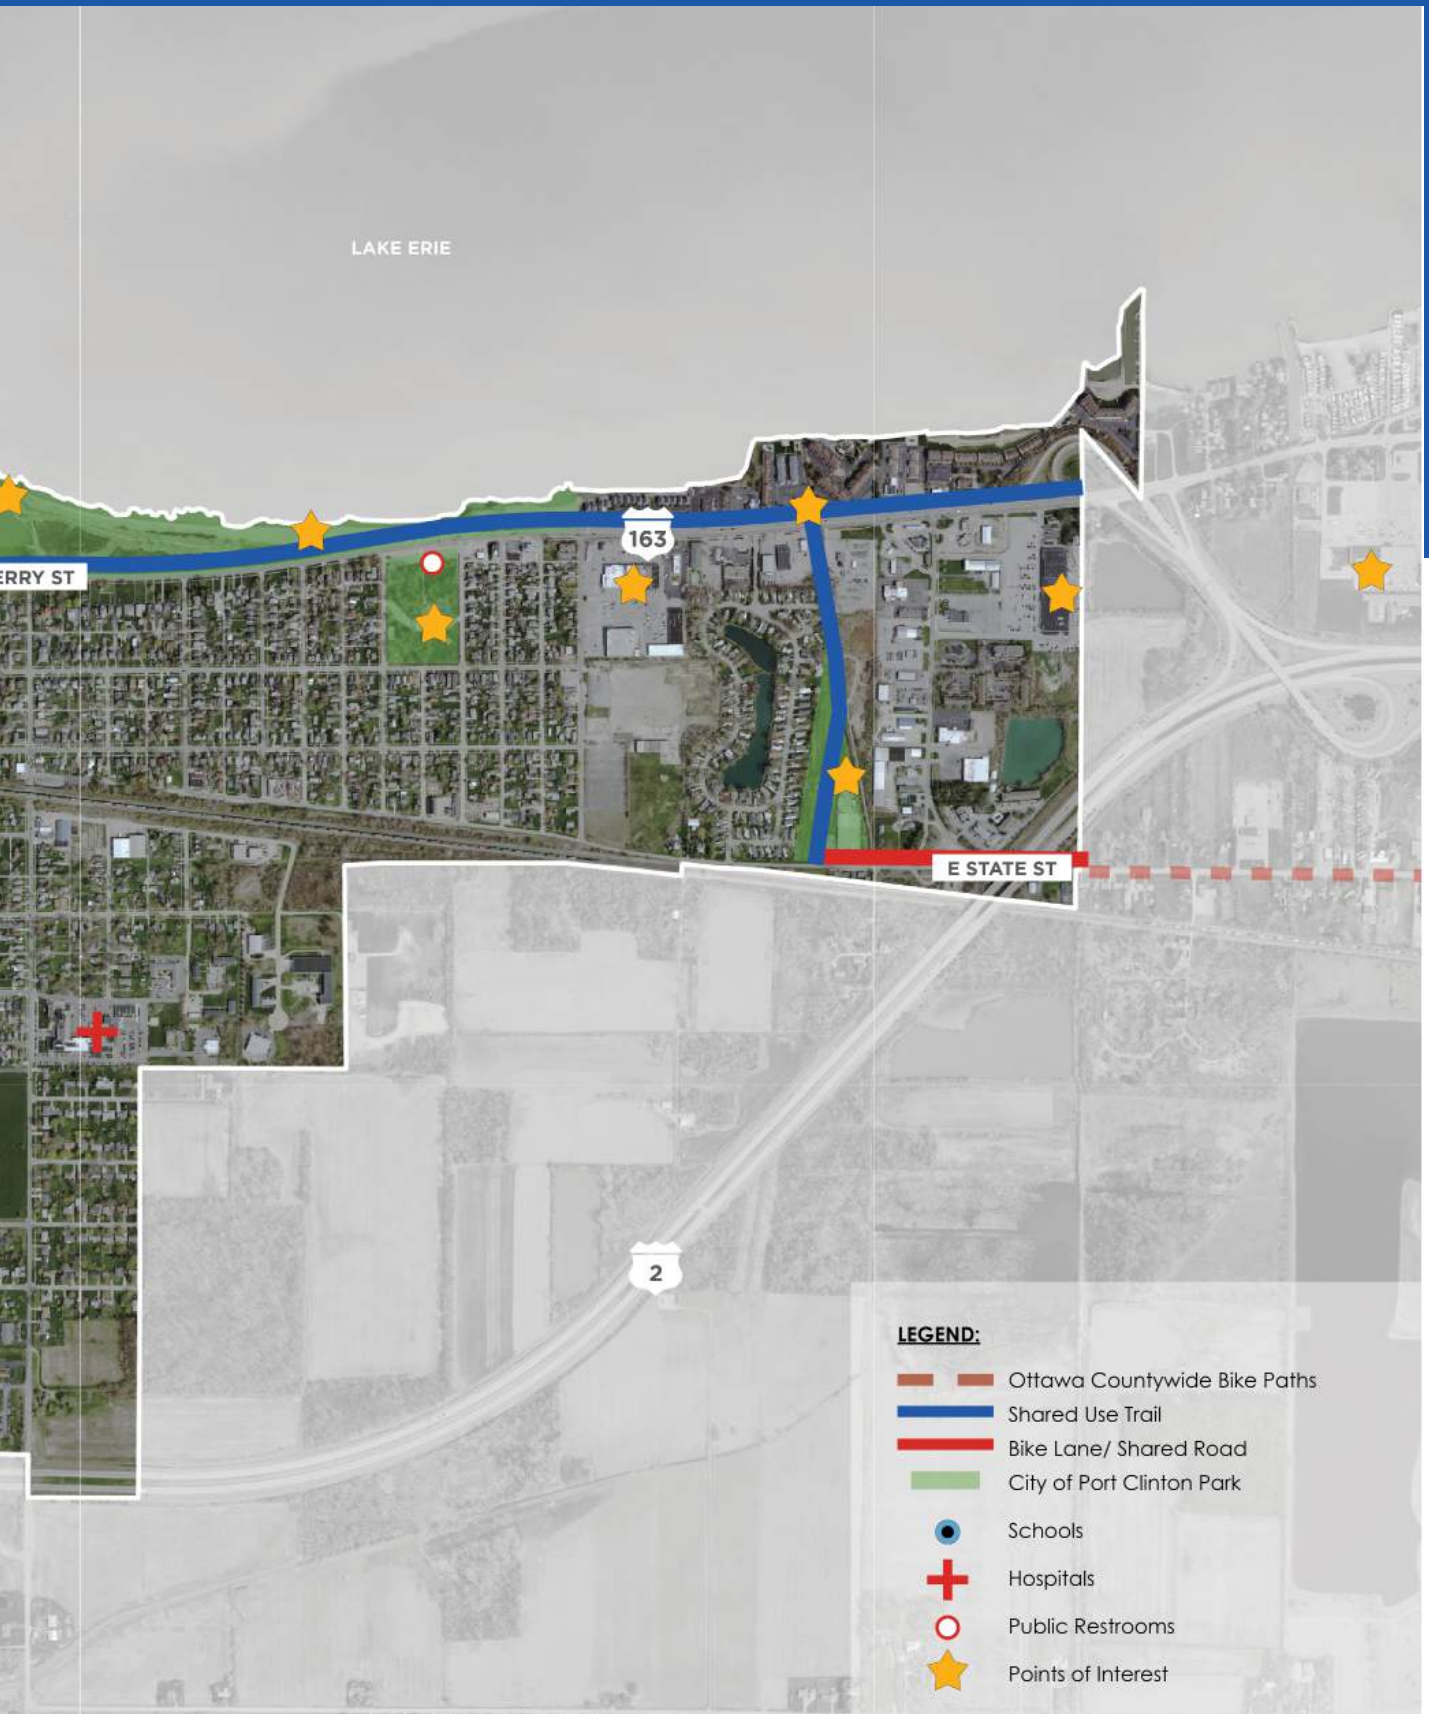 LAKE ERIE
163
ERRY ST
E STATE ST
2
LEGEND:
Ottawa Countywide Bike Paths
Shared Use Trail
Bike Lane/ Shared Road
City of Port Clinton Park
Schools
Hospitals
Public Restrooms
Points of Interest